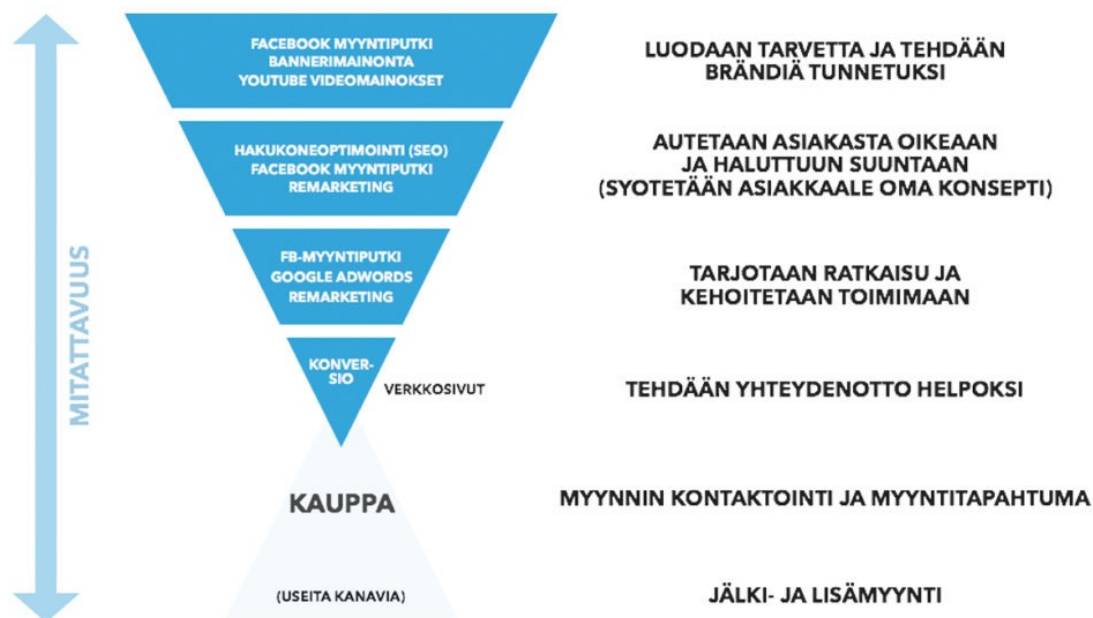 MITATTAVUUS
FACEBOOK MYYNTIPUTKI
BANNERIMAINONTA
YOUTUBE VIDEOMAINOKSET
LUODAAN TARVETTA JA TEHDÄÄN
BRÄNDIÄ TUNNETUKSI
HAKUKONEOPTIMOINTI (SEO)
FACEBOOK MYYNTIPUTKI
REMARKETING
AUTETAAN ASIAKASTA OIKEAAN
JA HALUTTUUN SUUNTAAN
(SYOTETÄÄN ASIAKKAALE OMA KONSEPTI)
FB-MYYNTIPUTKI
GOOGLE ADWORDS
REMARKETING
TARJOTAAN RATKAISU JA
KEHOITETAAN TOIMIMAAN
KONVER-
SIO
VERKKOSIVUT
TEHDÄÄN YHTEYDENOTTO HELPOKSI
KAUPPA
MYYNNIN KONTAKTOINTI JA MYYNTITAPAHTUMA
(USEITA KANAVIA)
JÄLKI- JA LISÄMYYNTI